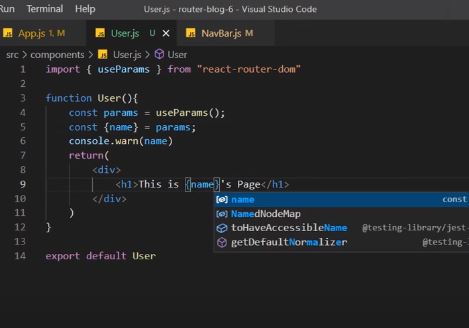 Run Terminal Help User.js - router-blog-6 - Visual Studio Code
App.js 1 User.js U NavBar.js M
src > components > User.js > User
1 import { useParams } from "react-router-dom"
2
3 function User(){
4 const params = useParams();
5 const {name} = params;
6 console.warn(name)
7 return(
8 <div>
9 <h1>This is {name}'s Page</h1>
10 </div>
11 )
12 }
13
14 export default User
name const
NamedNodeMap
toHaveAccessibleName @testing-library/jest-
getDefaultNormalizer @testing-